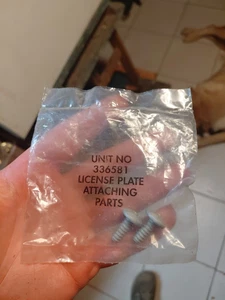 UNIT NO
336581
LICENSE PLATE
ATTACHING
PARTS